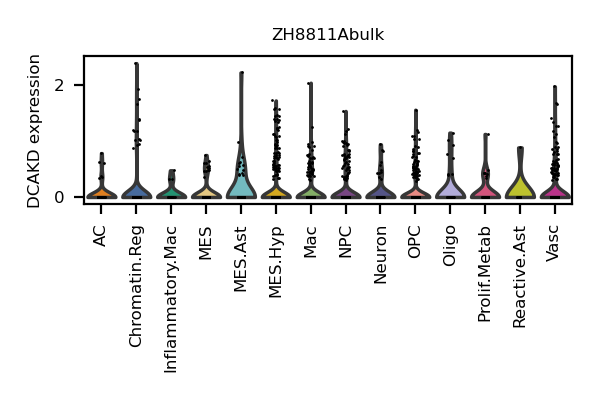 ZH8811Abulk
DCAKD expression
2
0
AC
Chromatin.Reg
Inflammatory.Mac
MES
MES.Ast
MES.Hyp
Mac
NPC
Neuron
OPC
Oligo
Prolif.Metab
Reactive.Ast
Vasc